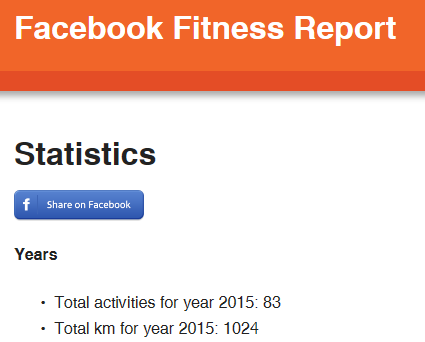 Facebook Fitness Report
Statistics
f Share on Facebook
Years
• Total activities for year 2015: 83
• Total km for year 2015: 1024